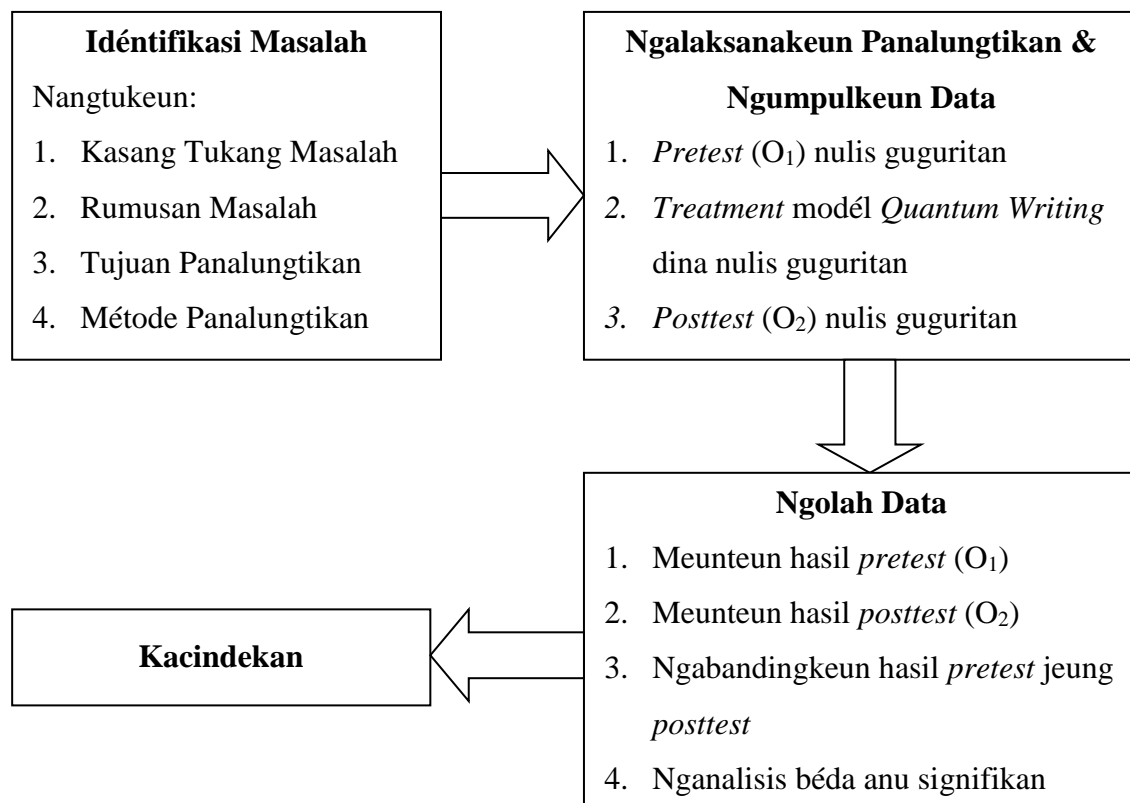 Idéntifikasi Masalah
Nangtukeun:
1. Kasang Tukang Masalah
2. Rumusan Masalah
3. Tujuan Panalungtikan
4. Métode Panalungtikan
Ngalaksanakeun Panalungtikan &
Ngumpulkeun Data
1. Pretest (O₁) nulis guguritan
2. Treatment modél Quantum Writing
dina nulis guguritan
3. Posttest (O₂) nulis guguritan
Ngolah Data
1. Meunteun hasil pretest (O₁)
2. Meunteun hasil posttest (O₂)
3. Ngabandingkeun hasil pretest jeung
posttest
4. Nganalisis béda anu signifikan
Kacindekan